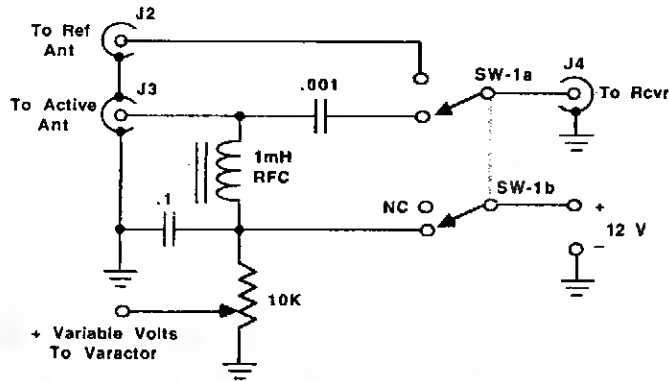 J2
To Ref
Ant
J3
To Active
Ant
.001
SW-1a
J4
To Rcvr
1mH
RFC
.1
NC
SW-1b
+
12 V
–
10K
+ Variable Volts
To Varactor